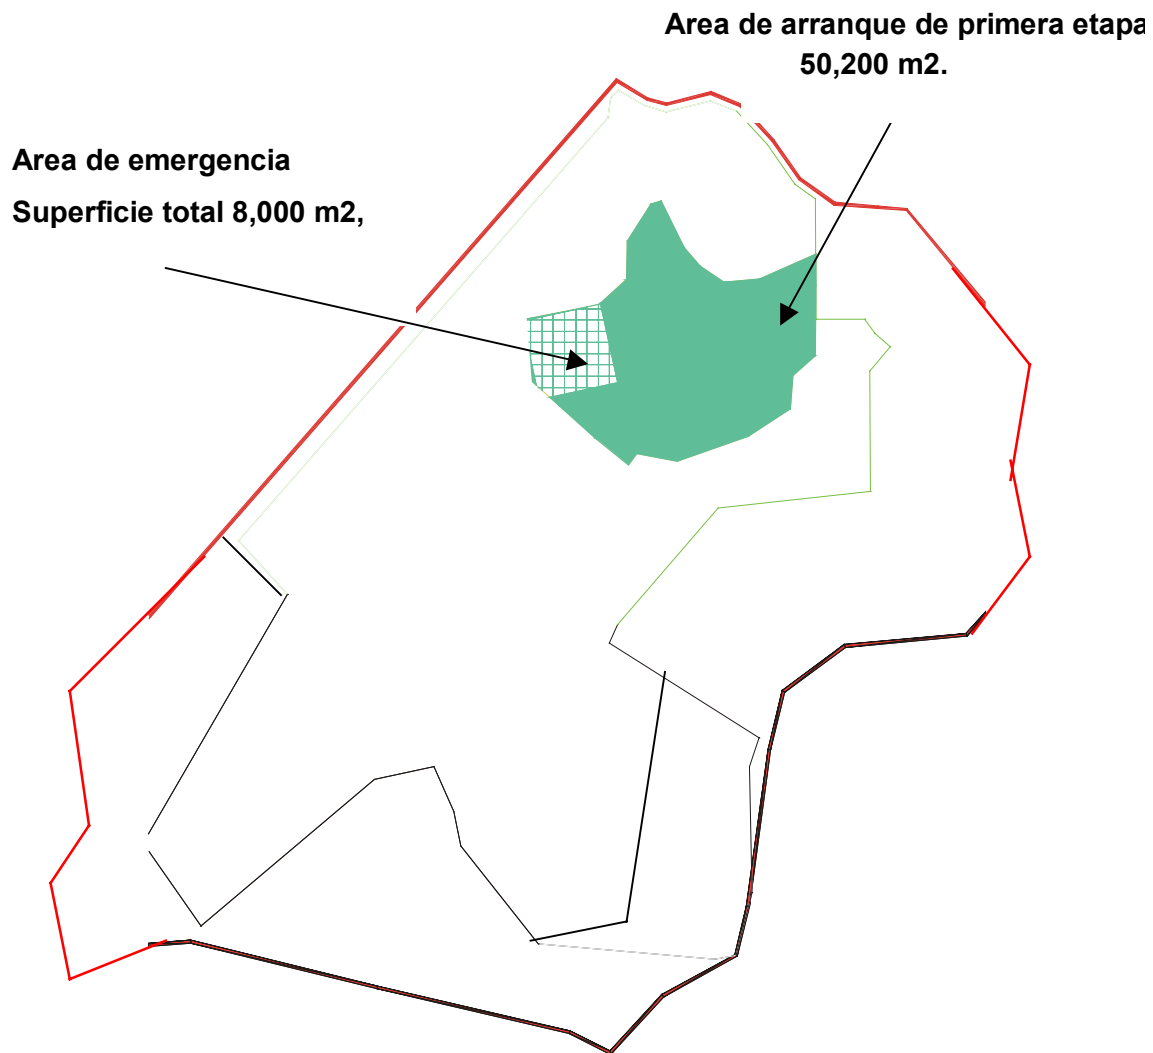 Area de arranque de primera etapa
50,200 m2.
Area de emergencia
Superficie total 8,000 m2,